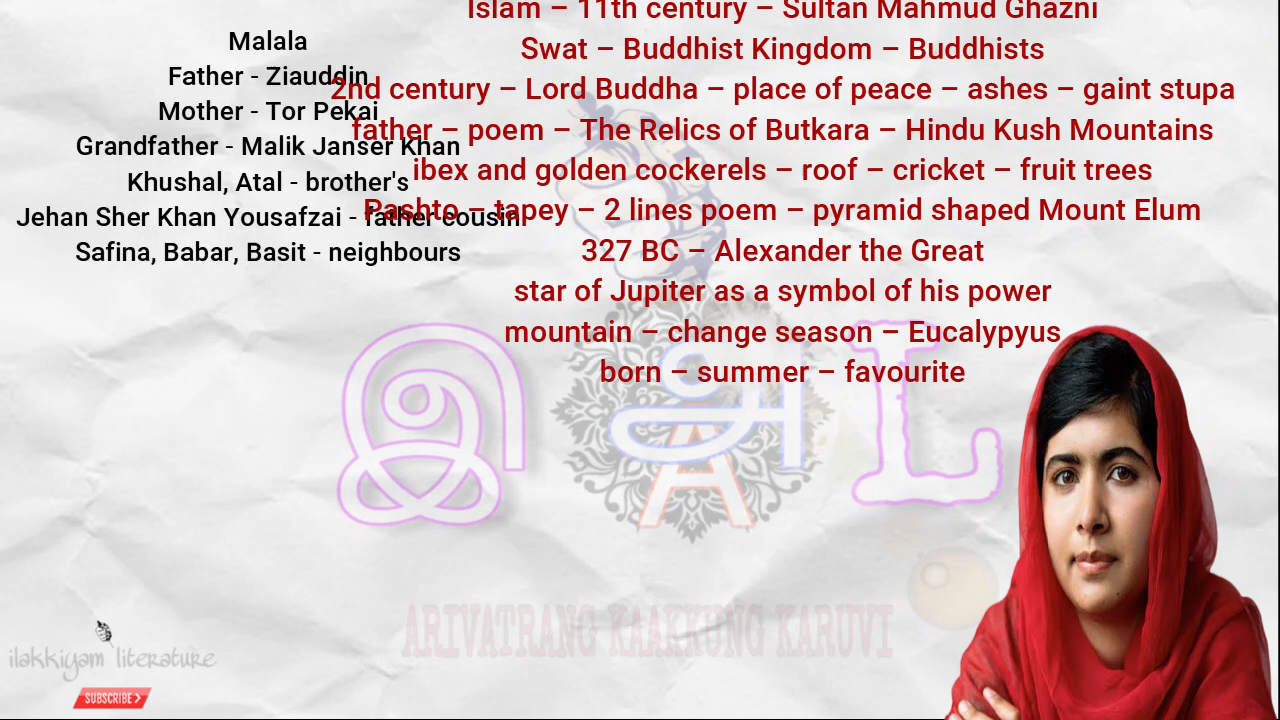 Malala
Father - Ziauddin
Mother - Tor Pekai
Grandfather - Malik Janser Khan
Khushal, Atal - brother's
Jehan Sher Khan Yousafzai - father cousin
Safina, Babar, Basit - neighbours
Islam – 11th century – Sultan Mahmud Ghazni
Swat – Buddhist Kingdom – Buddhists
2nd century – Lord Buddha – place of peace – ashes – gaint stupa
father – poem – The Relics of Butkara – Hindu Kush Mountains
ibex and golden cockerels – roof – cricket – fruit trees
Pashto – tapey – 2 lines poem – pyramid shaped Mount Elum
327 BC – Alexander the Great
star of Jupiter as a symbol of his power
mountain – change season – Eucalypyus
born – summer – favourite
இ அ A L
ARIVATRANG KAAKKUNG KARUVI
ilakkiyam literature
SUBSCRIBE >